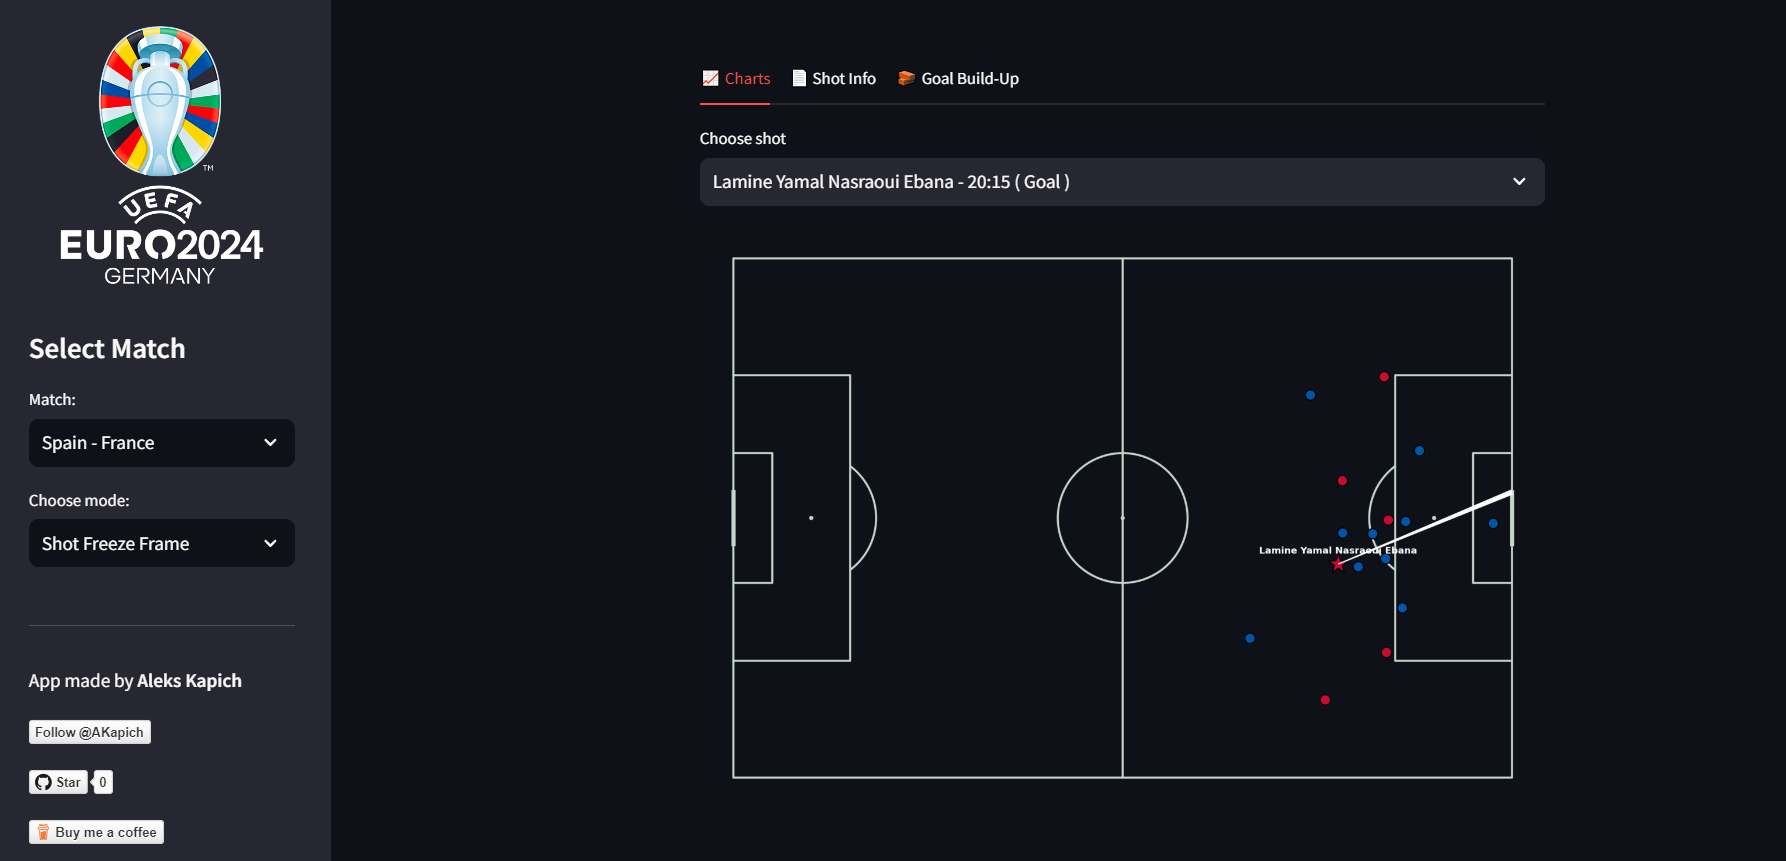 TM
UEFA
EURO2024
GERMANY
Select Match
Match:
Spain - France
Choose mode:
Shot Freeze Frame
App made by Aleks Kapich
Follow @AKapich
Star 0
Buy me a coffee
Charts Shot Info Goal Build-Up
Choose shot
Lamine Yamal Nasraoui Ebana - 20:15 ( Goal )
Lamine Yamal Nasraoui Ebana